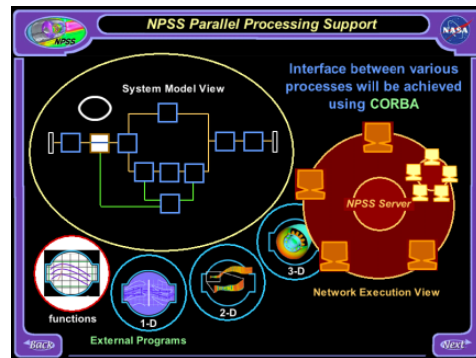 NPSS Parallel Processing Support
NPSS
NASA
System Model View
Interface between various
processes will be achieved
using CORBA
NPSS Server
3-D
2-D
1-D
functions
External Programs
Network Execution View
Back
Next